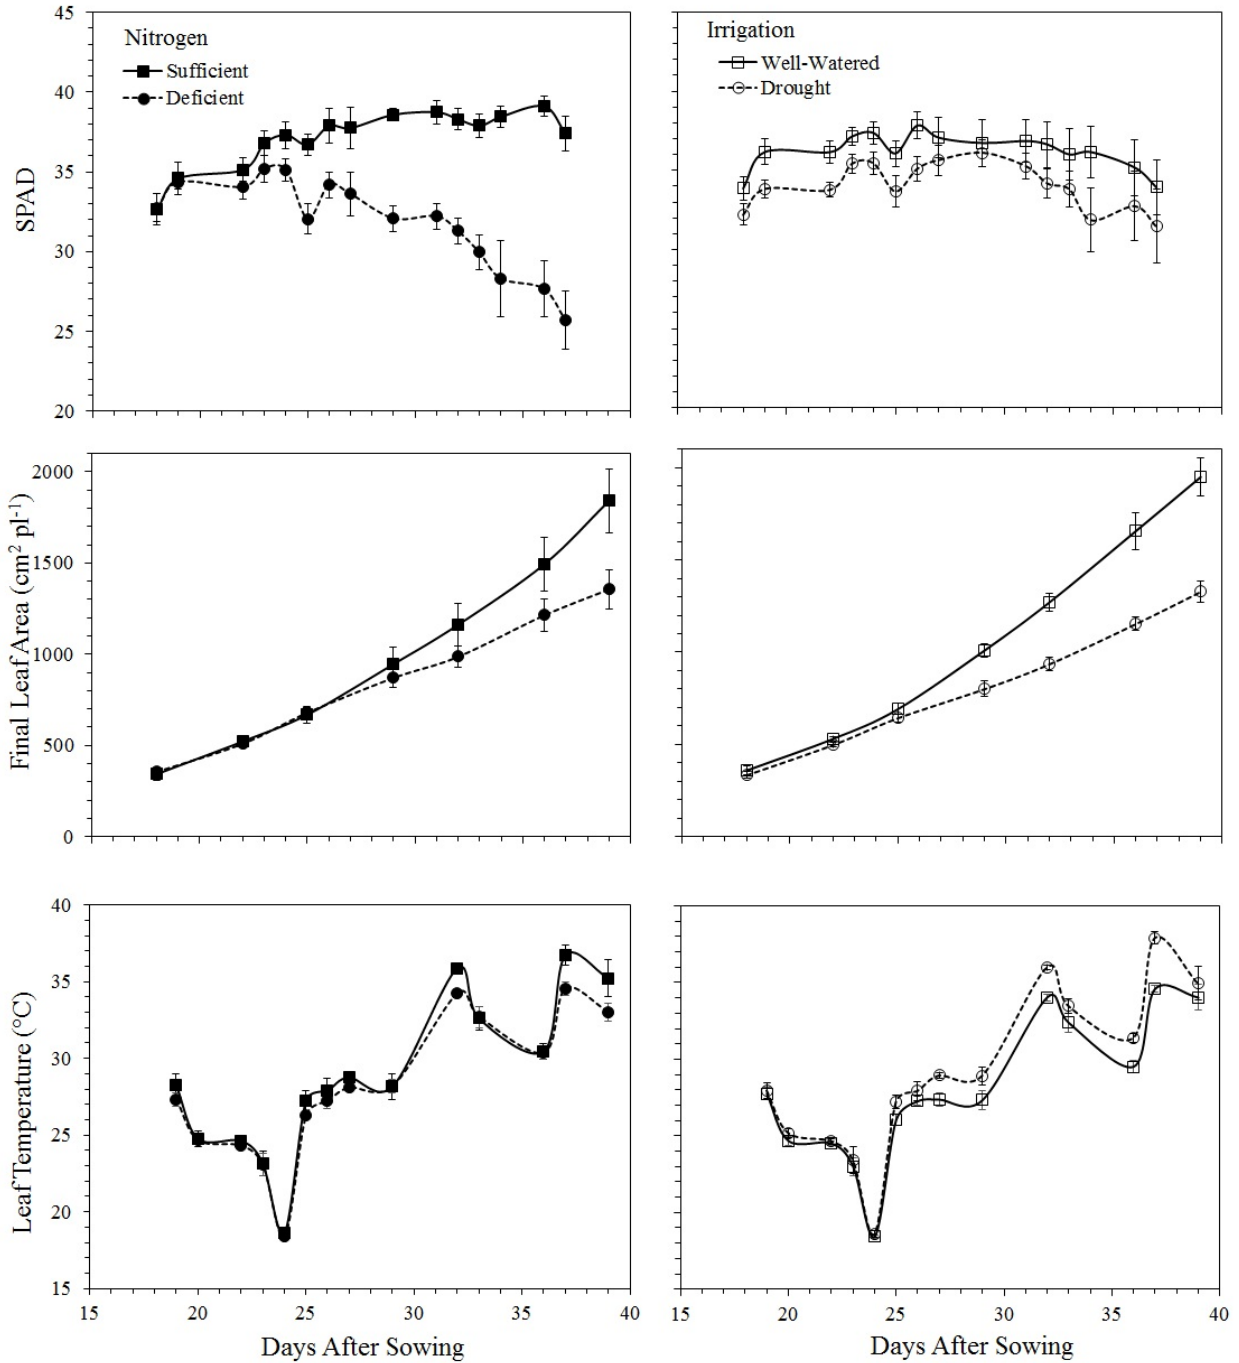 Nitrogen
Sufficient
Deficient
Irrigation
Well-Watered
Drought
45
40
35
30
25
20
SPAD
2000
1500
1000
500
0
Final Leaf Area (cm² pl⁻¹)
40
35
30
25
20
15
Leaf Temperature (°C)
15 20 25 30 35 40
Days After Sowing
15 20 25 30 35 40
Days After Sowing